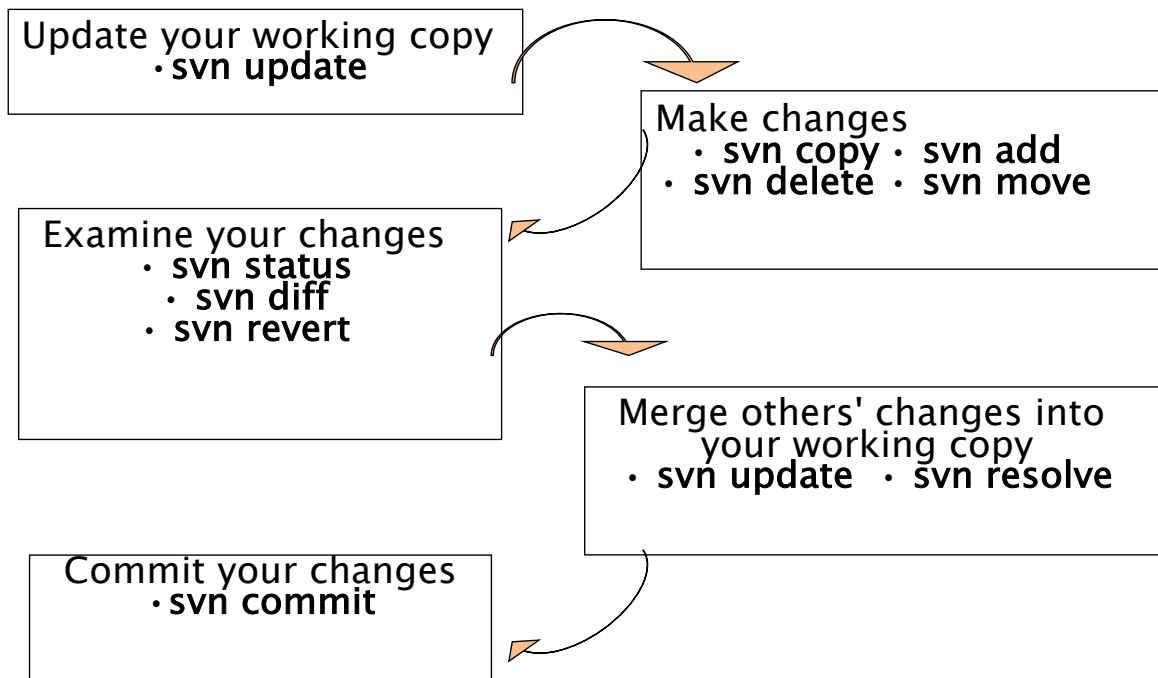 Update your working copy
• svn update
Make changes
• svn copy • svn add
• svn delete • svn move
Examine your changes
• svn status
• svn diff
• svn revert
Merge others' changes into
your working copy
• svn update • svn resolve
Commit your changes
• svn commit